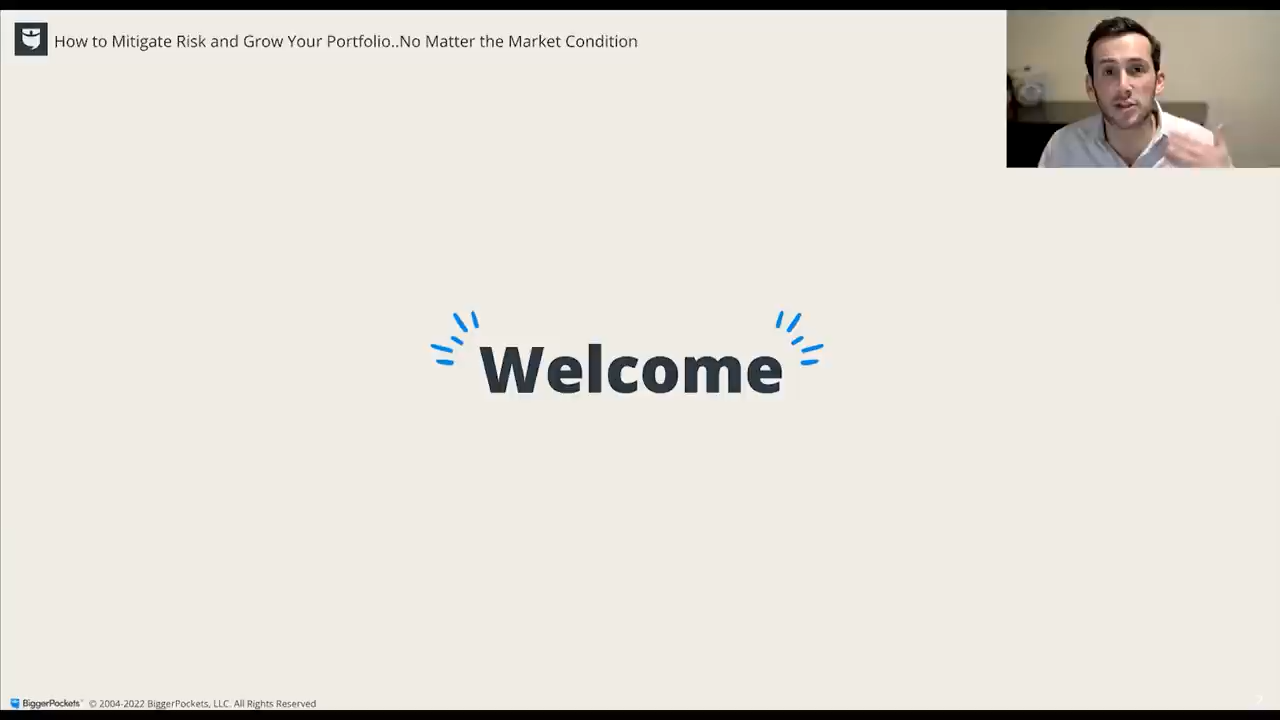 How to Mitigate Risk and Grow Your Portfolio..No Matter the Market Condition
Welcome
BiggerPockets © 2004-2022 BiggerPockets, LLC. All Rights Reserved